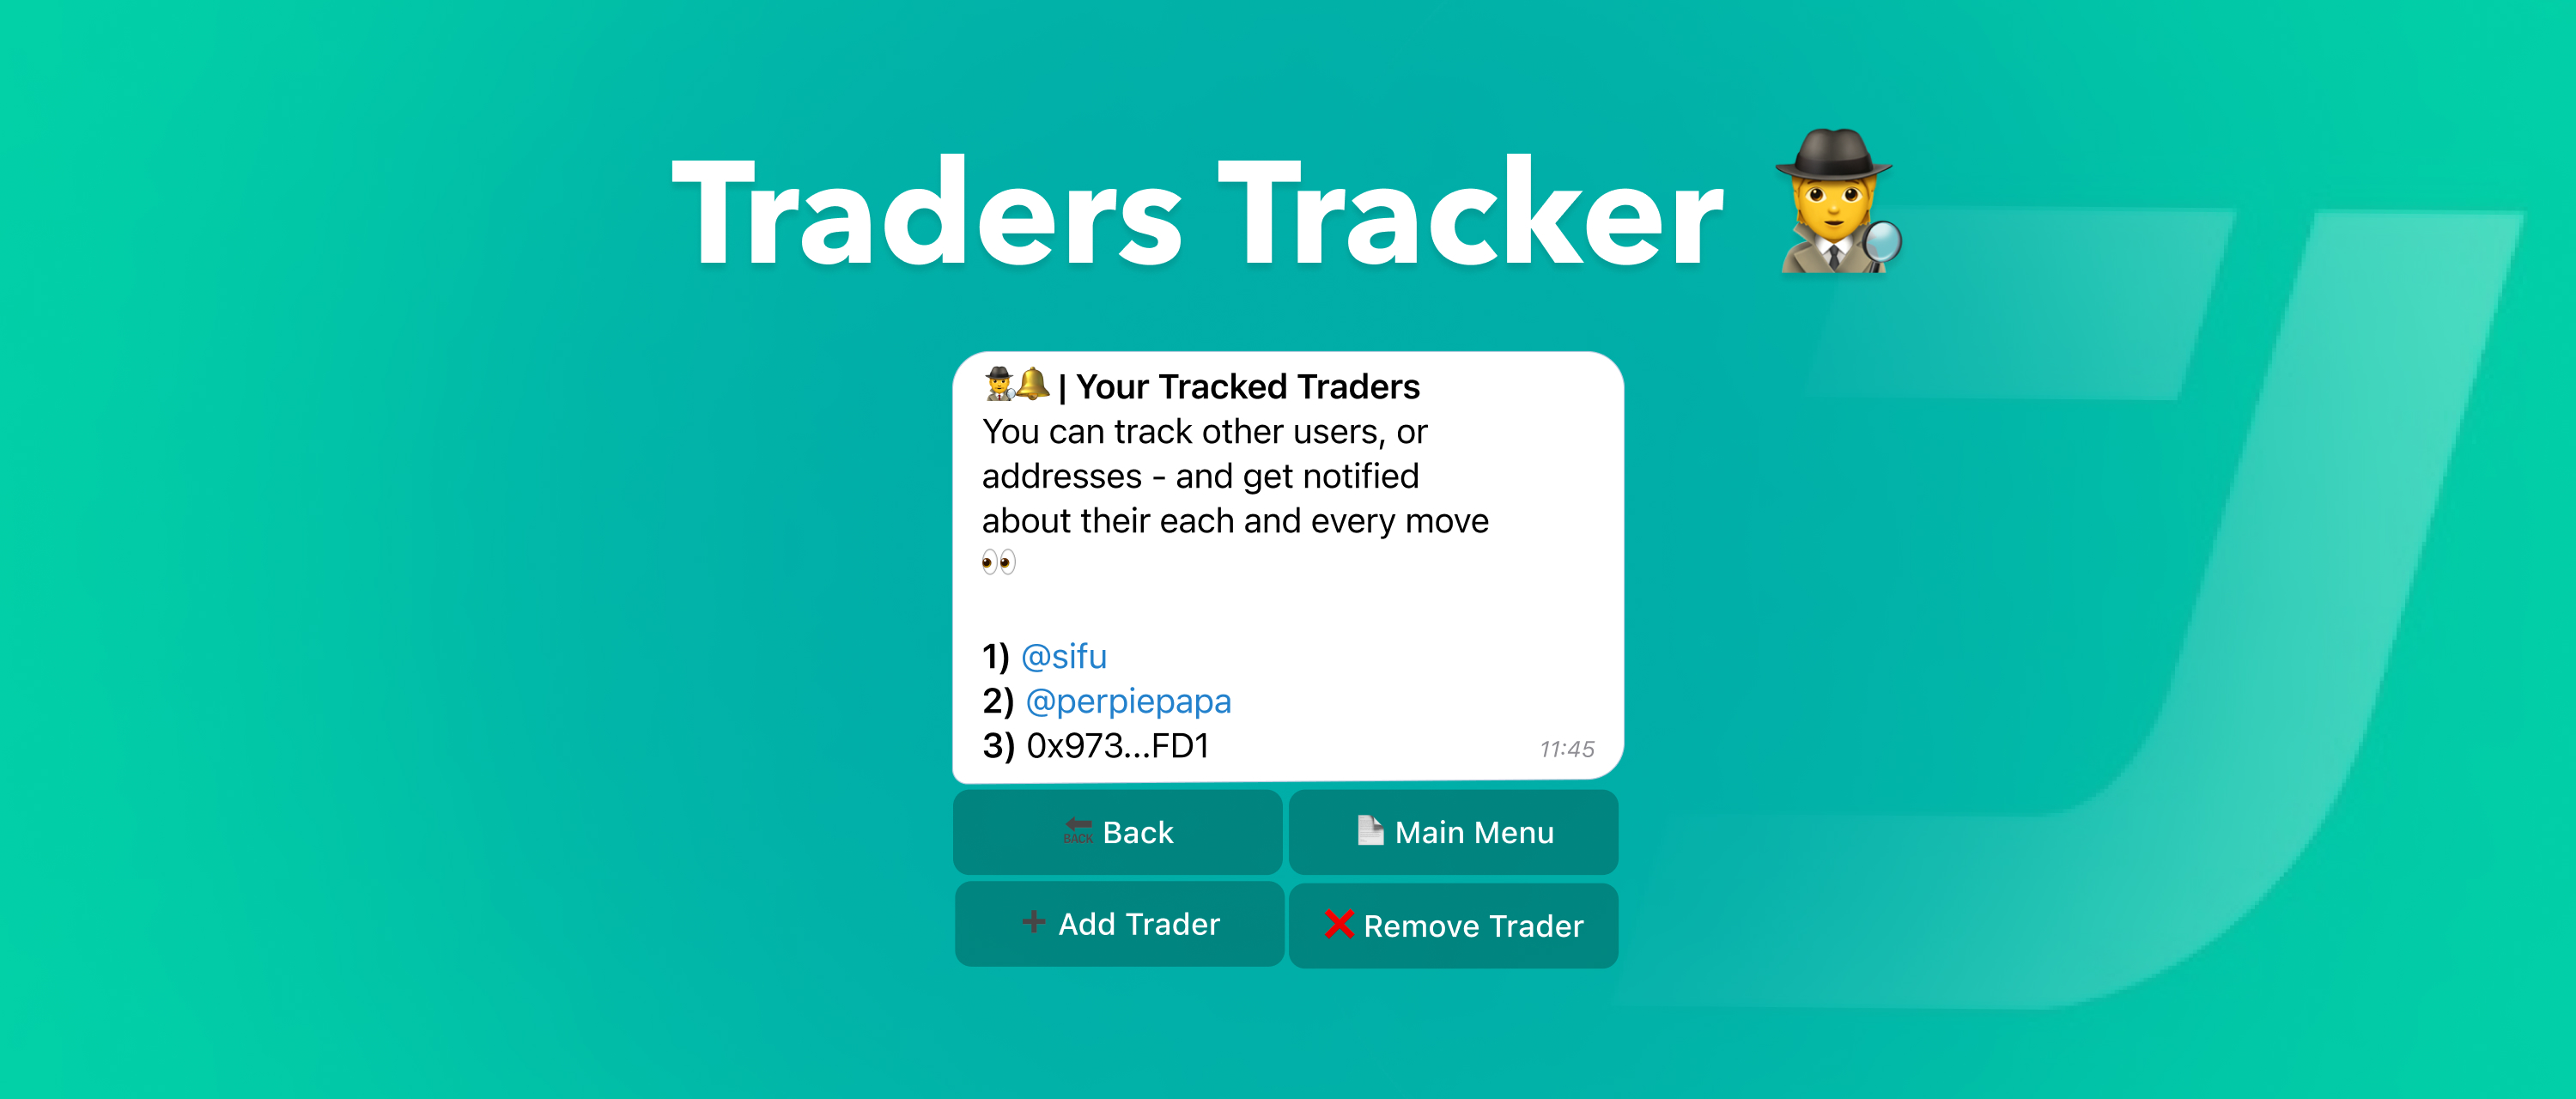 Traders Tracker 🕵️
🕵️🔔 | Your Tracked Traders
You can track other users, or
addresses - and get notified
about their each and every move
👀
1) @sifu
2) @perpiepapa
3) 0x973...FD1
11:45
🔙 Back
📄 Main Menu
➕ Add Trader
❌ Remove Trader